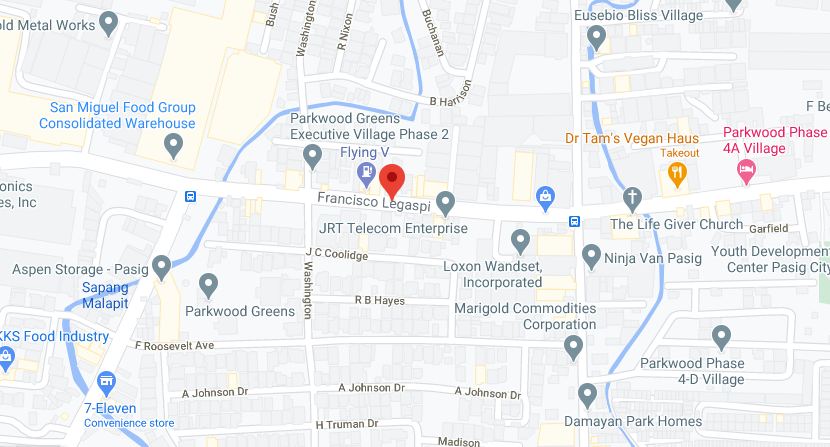 Bush
Washington
R Nixon
Buchanan
Eusebio Bliss Village
old Metal Works
B Harrison
San Miguel Food Group
Consolidated Warehouse
Parkwood Greens
Executive Village Phase 2
Flying V
F Be
Dr Tam's Vegan Haus
Takeout
Parkwood Phase
4A Village
onics
es, Inc
Francisco Legaspi
JRT Telecom Enterprise
The Life Giver Church
Garfield
J C Coolidge
Aspen Storage - Pasig
Sapang
Malapit
Washington
Loxon Wandset,
Incorporated
Ninja Van Pasig
Youth Development
Center Pasig City
Parkwood Greens
R B Hayes
Marigold Commodities
Corporation
KKS Food Industry
F Roosevelt Ave
Parkwood Phase
4-D Village
A Johnson Dr
A Johnson Dr
A Johnson Dr
7-Eleven
Convenience store
Damayan Park Homes
H Truman Dr
Madison